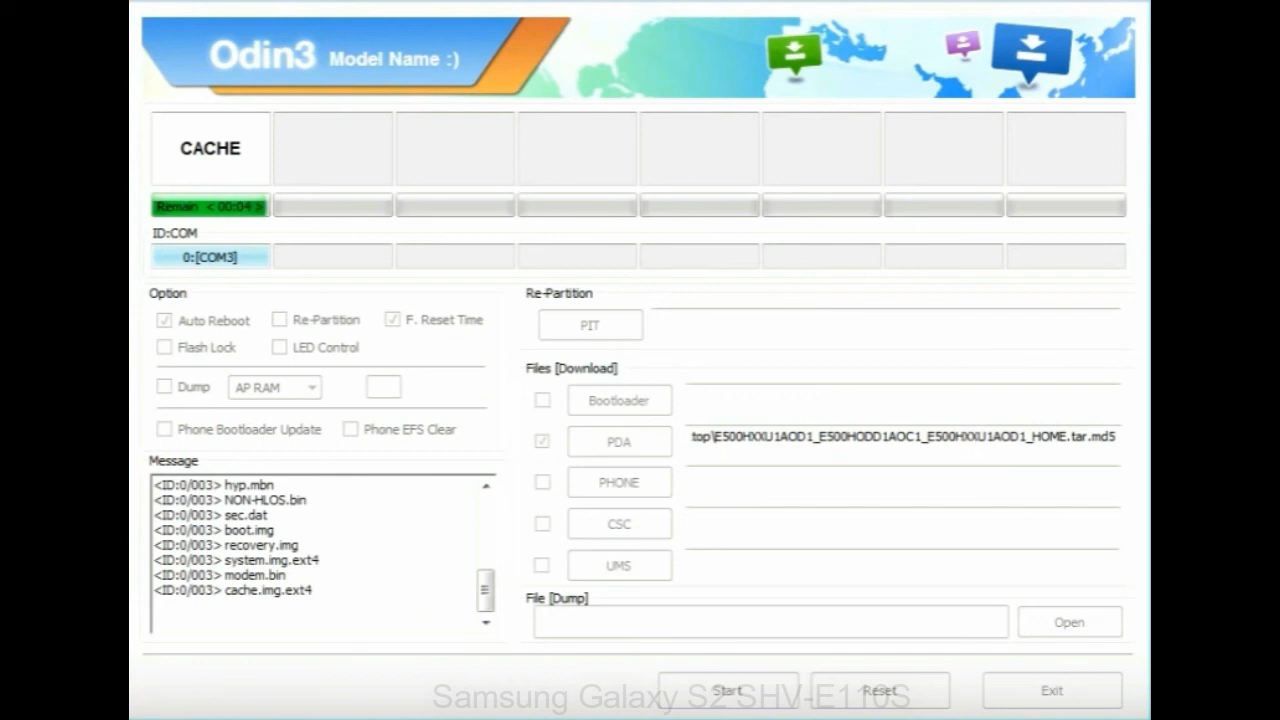 Odin3 Model Name :)
CACHE
Remain < 00:04 >
ID:COM
0:[COM3]
Option
Auto Reboot Re-Partition F. Reset Time
Flash Lock LED Control
Dump AP RAM
Phone Bootloader Update Phone EFS Clear
Message
<ID:0/003> hyp.mbn
<ID:0/003> NON-HLOS.bin
<ID:0/003> sec.dat
<ID:0/003> boot.img
<ID:0/003> recovery.img
<ID:0/003> system.img.ext4
<ID:0/003> modem.bin
<ID:0/003> cache.img.ext4
Re-Partition
PIT
Files [Download]
Bootloader
PDA top\E500HXXU1AOD1_E500HODD1AOC1_E500HXXU1AOD1_HOME.tar.md5
PHONE
CSC
UMS
File [Dump]
Open
Start Reset Exit
Samsung Galaxy S2 SHV-E110S